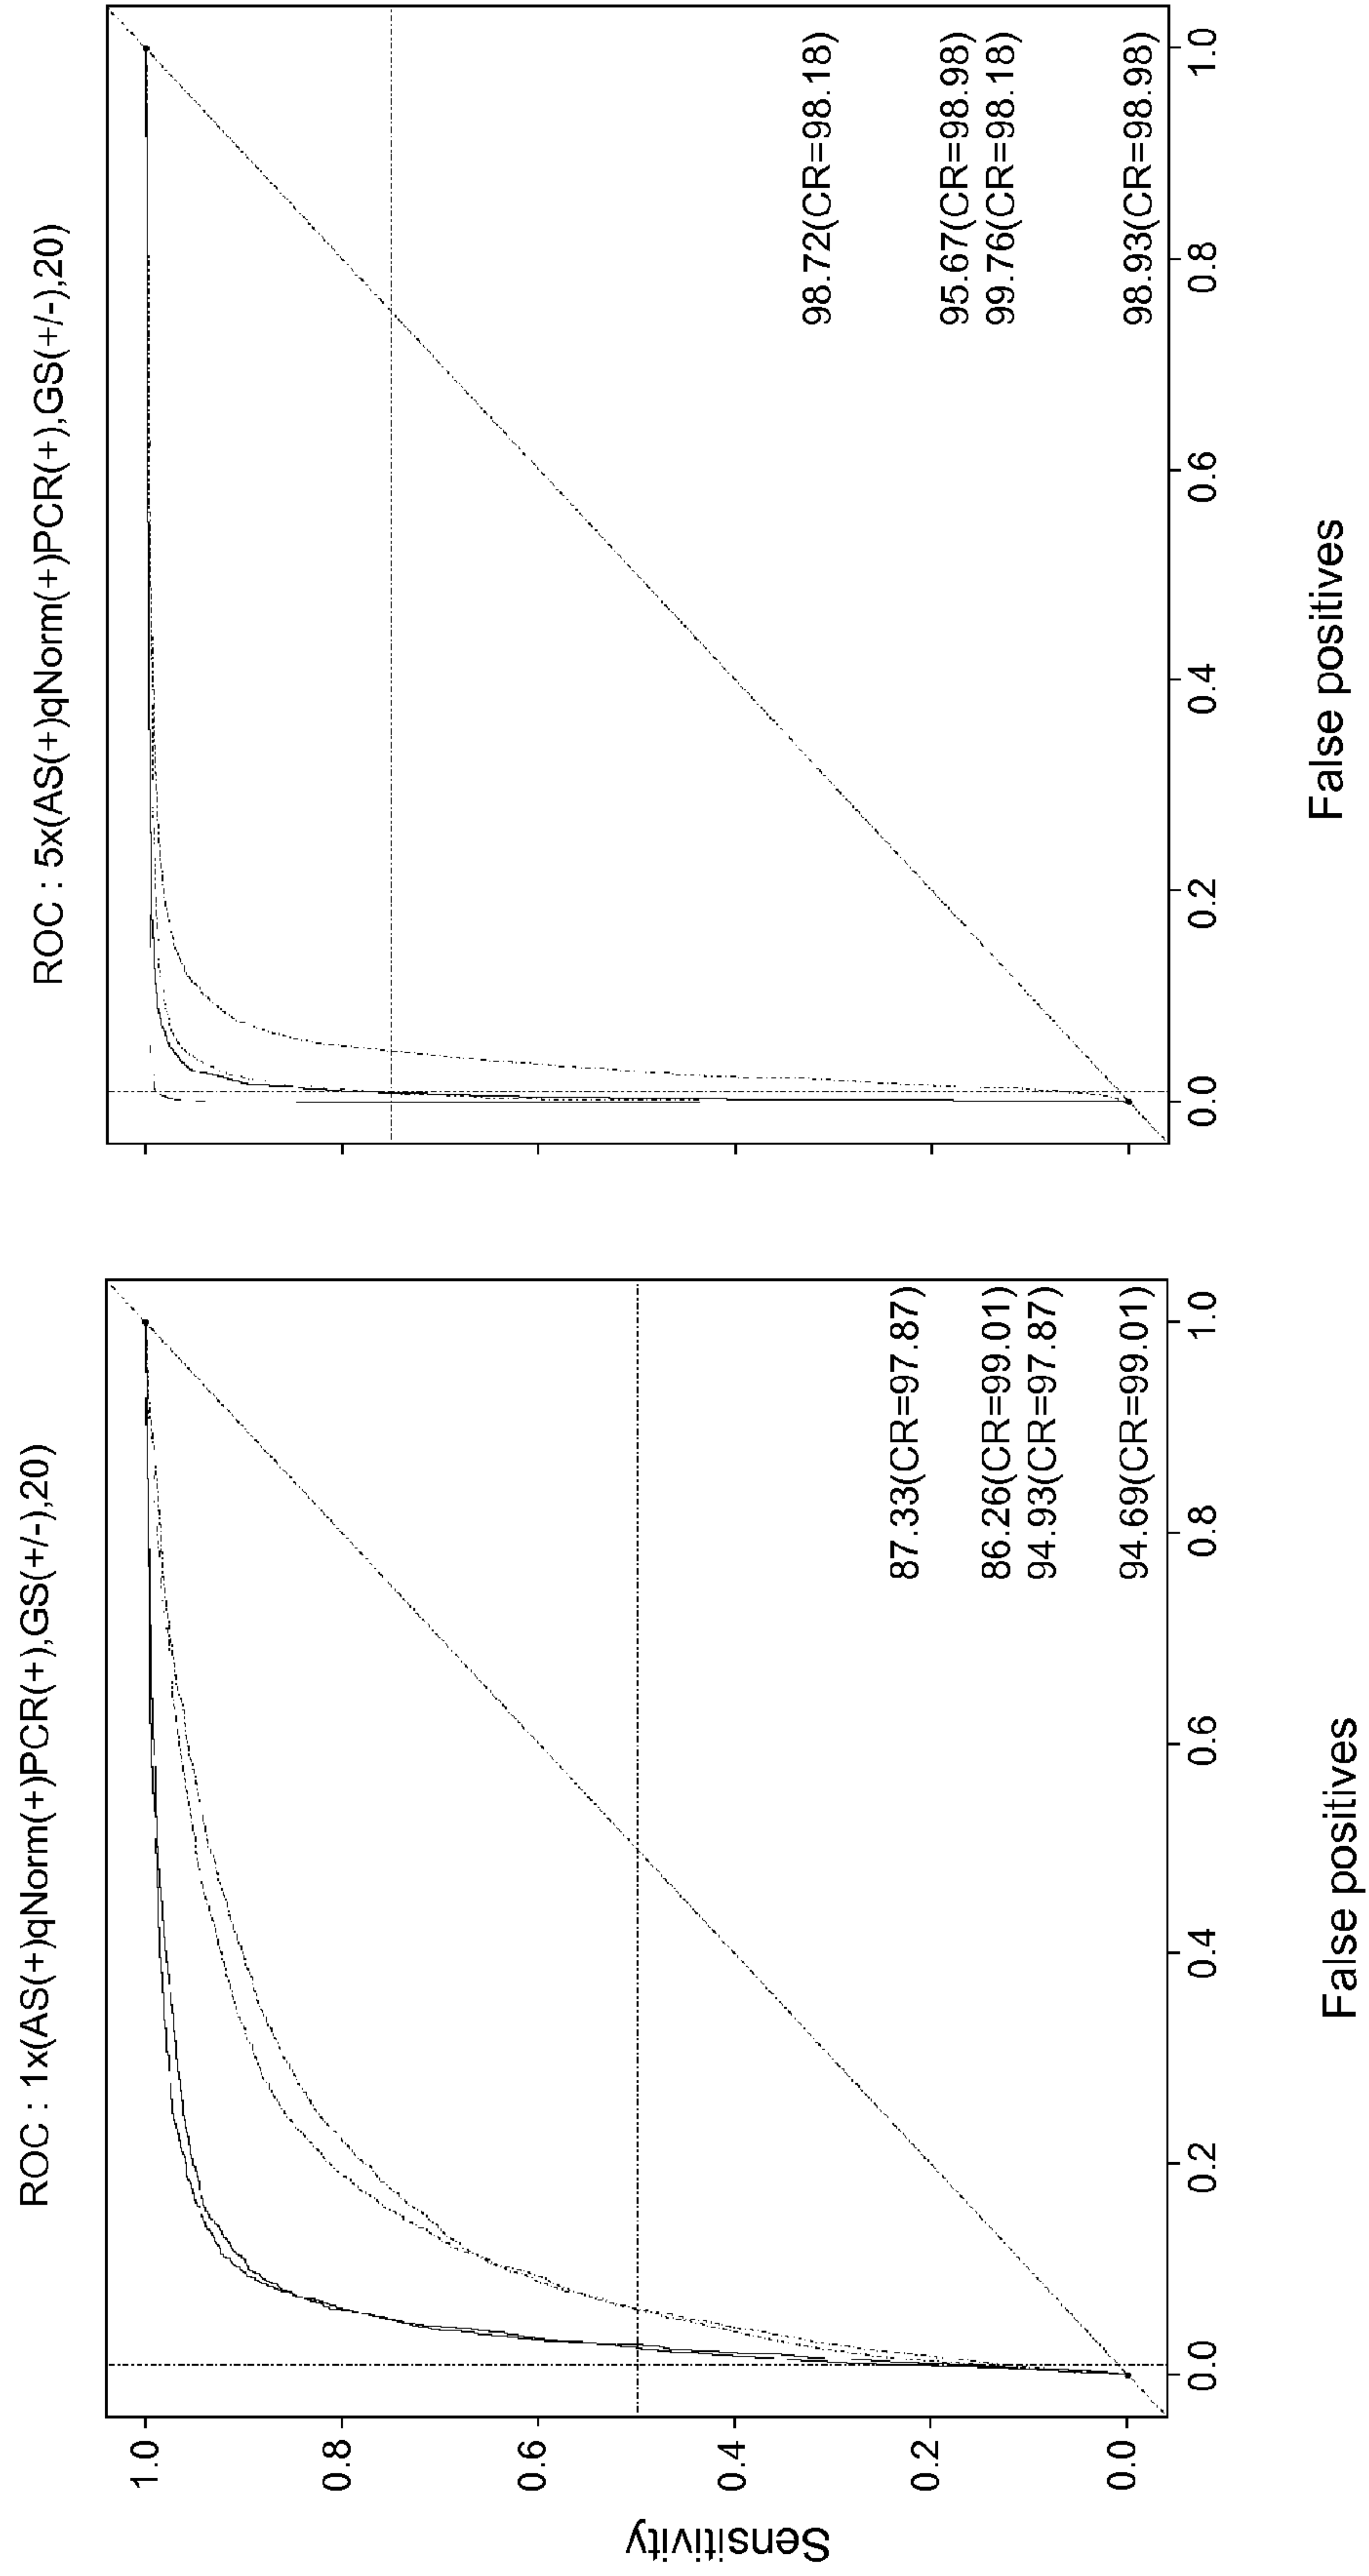 ROC : 1x(AS(+)qNorm(+)PCR(+),GS(+/-),20)
Sensitivity
1.0
0.8
0.6
0.4
0.2
0.0
87.33(CR=97.87)
86.26(CR=99.01)
94.93(CR=97.87)
94.69(CR=99.01)
0.0 0.2 0.4 0.6 0.8 1.0
False positives
ROC : 5x(AS(+)qNorm(+)PCR(+),GS(+/-),20)
98.72(CR=98.18)
95.67(CR=98.98)
99.76(CR=98.18)
98.93(CR=98.98)
0.0 0.2 0.4 0.6 0.8 1.0
False positives